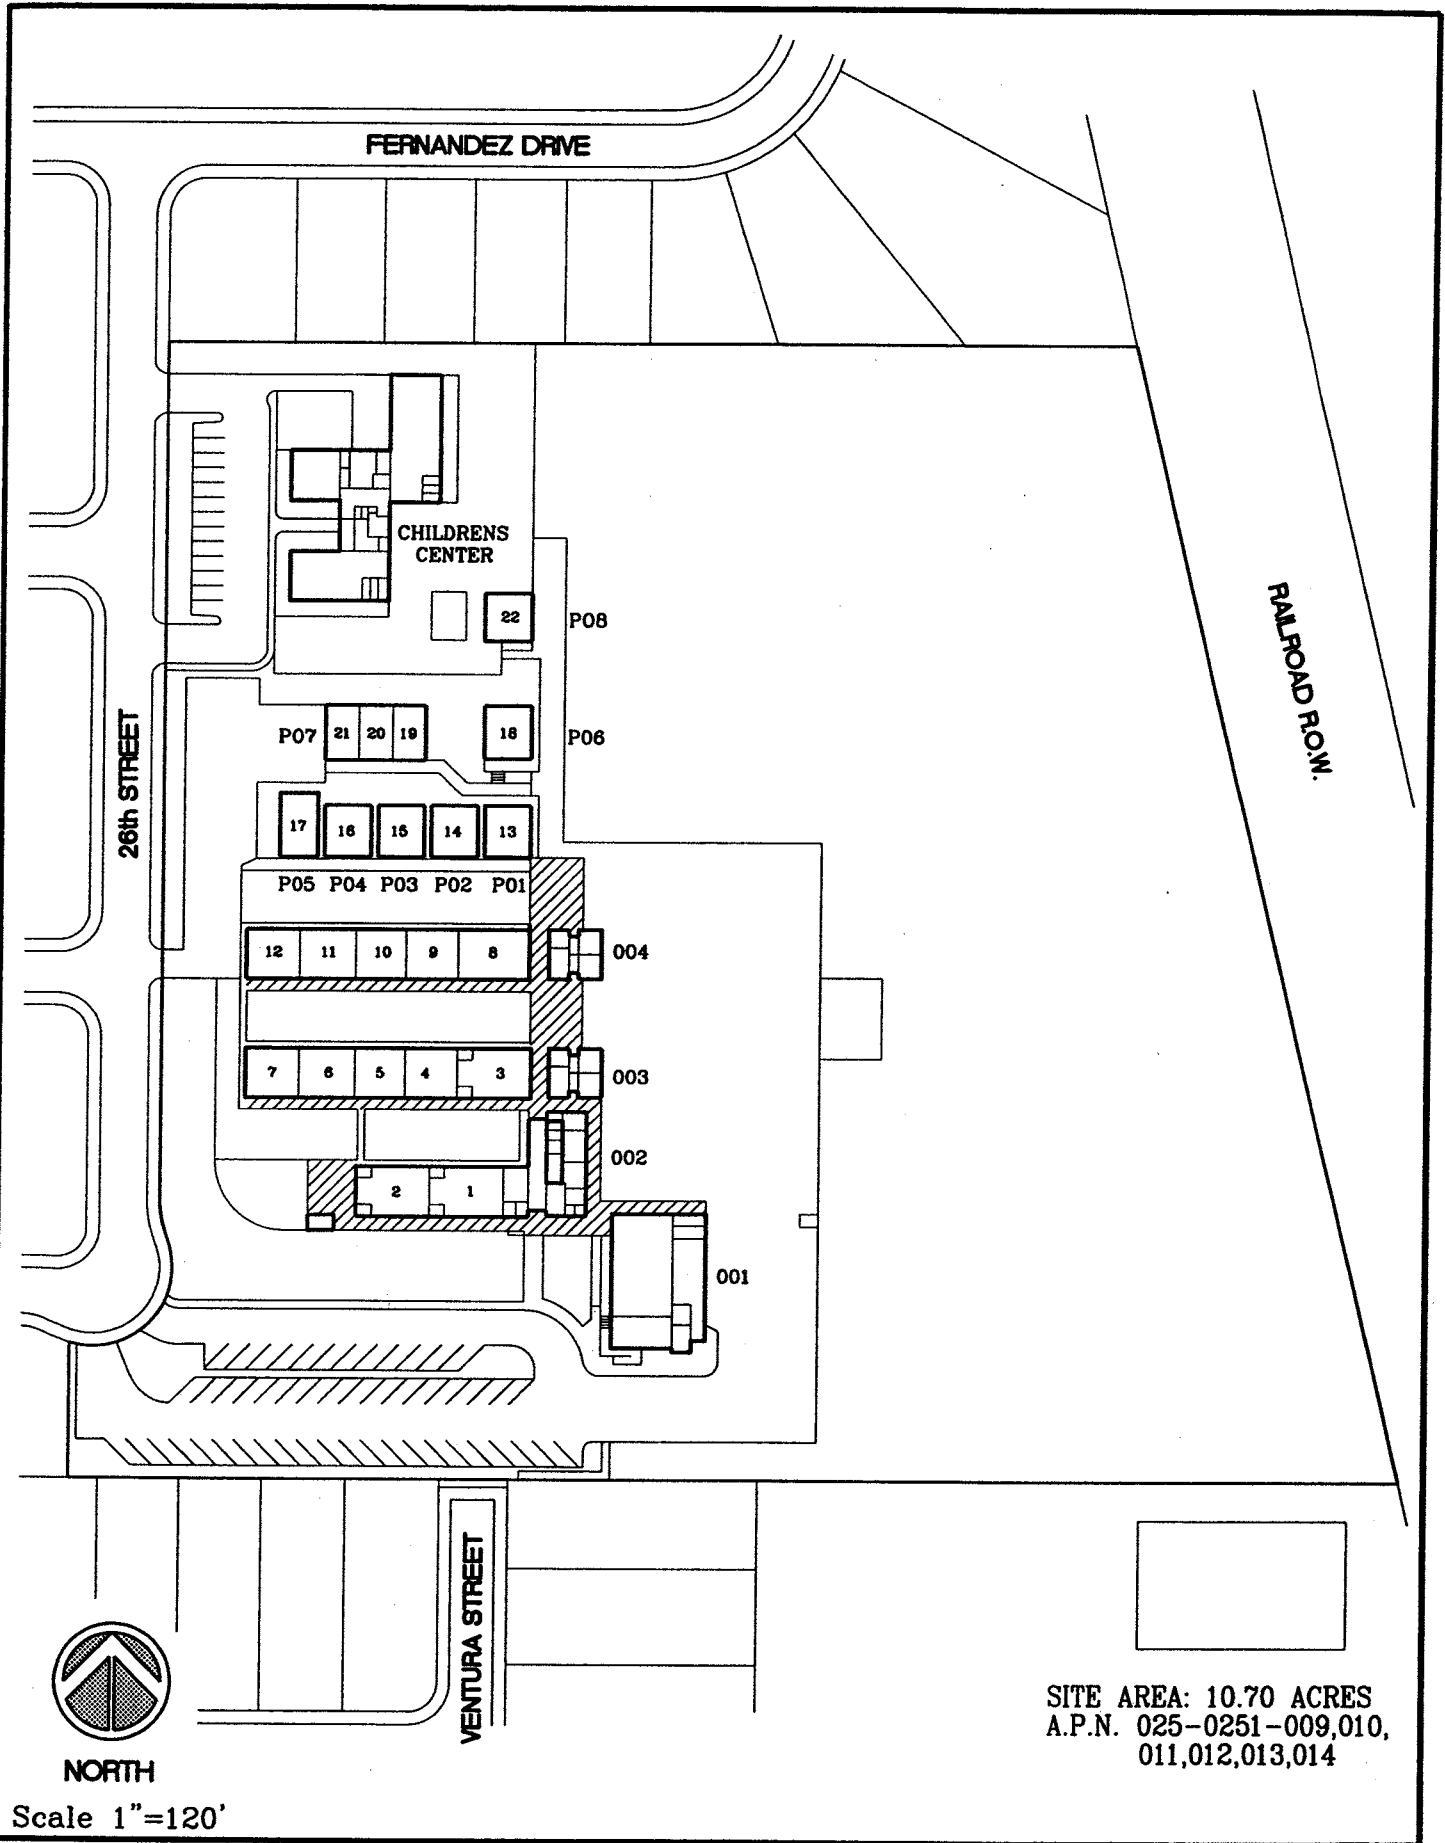 FERNANDEZ DRIVE
CHILDRENS
CENTER
22
P08
RAILROAD R.O.W.
26th STREET
P07
21
20
19
18
P06
17
16
15
14
13
P05
P04
P03
P02
P01
12
11
10
9
8
004
7
6
5
4
3
003
002
2
1
001
VENTURA STREET
SITE AREA: 10.70 ACRES
A.P.N. 025-0251-009,010,
011,012,013,014
NORTH
Scale 1"=120'